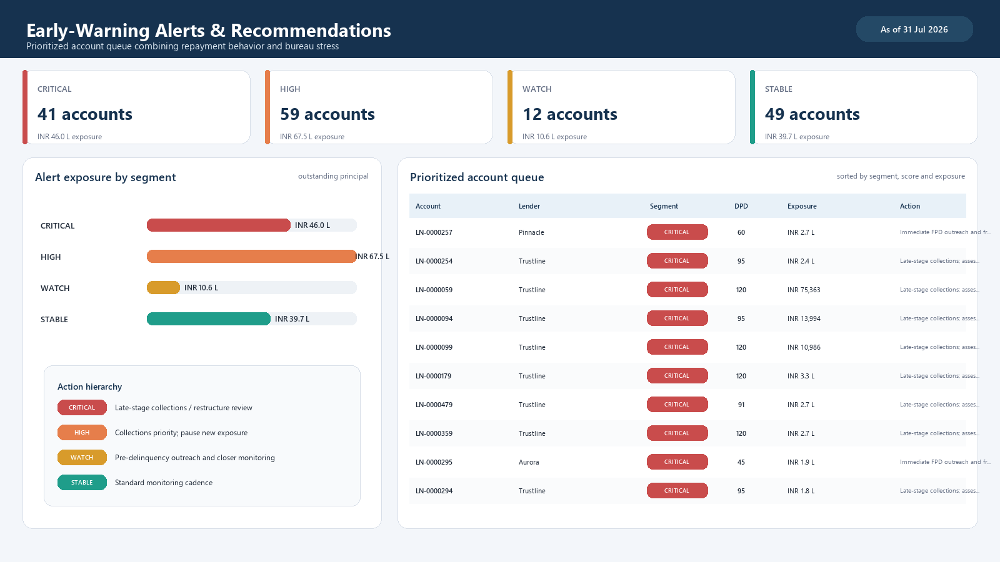 Early-Warning Alerts & Recommendations
Prioritized account queue combining repayment behavior and bureau stress
As of 31 Jul 2026
CRITICAL
41 accounts
INR 46.0 L exposure
HIGH
59 accounts
INR 67.5 L exposure
WATCH
12 accounts
INR 10.6 L exposure
STABLE
49 accounts
INR 39.7 L exposure
Alert exposure by segment outstanding principal
CRITICAL INR 46.0 L
HIGH INR 67.5 L
WATCH INR 10.6 L
STABLE INR 39.7 L
Action hierarchy
CRITICAL Late-stage collections / restructure review
HIGH Collections priority; pause new exposure
WATCH Pre-delinquency outreach and closer monitoring
STABLE Standard monitoring cadence
Prioritized account queue sorted by segment, score and exposure
Account Lender Segment DPD Exposure Action
LN-0000257 Pinnacle CRITICAL 60 INR 2.7 L Immediate FPD outreach and fr...
LN-0000254 Trustline CRITICAL 95 INR 2.4 L Late-stage collections; asses...
LN-0000059 Trustline CRITICAL 120 INR 75,363 Late-stage collections; asses...
LN-0000094 Trustline CRITICAL 95 INR 13,994 Late-stage collections; asses...
LN-0000099 Trustline CRITICAL 120 INR 10,986 Late-stage collections; asses...
LN-0000179 Trustline CRITICAL 120 INR 3.3 L Late-stage collections; asses...
LN-0000479 Trustline CRITICAL 91 INR 2.7 L Late-stage collections; asses...
LN-0000359 Trustline CRITICAL 120 INR 2.7 L Late-stage collections; asses...
LN-0000295 Aurora CRITICAL 45 INR 1.9 L Immediate FPD outreach and fr...
LN-0000294 Trustline CRITICAL 95 INR 1.8 L Late-stage collections; asses...